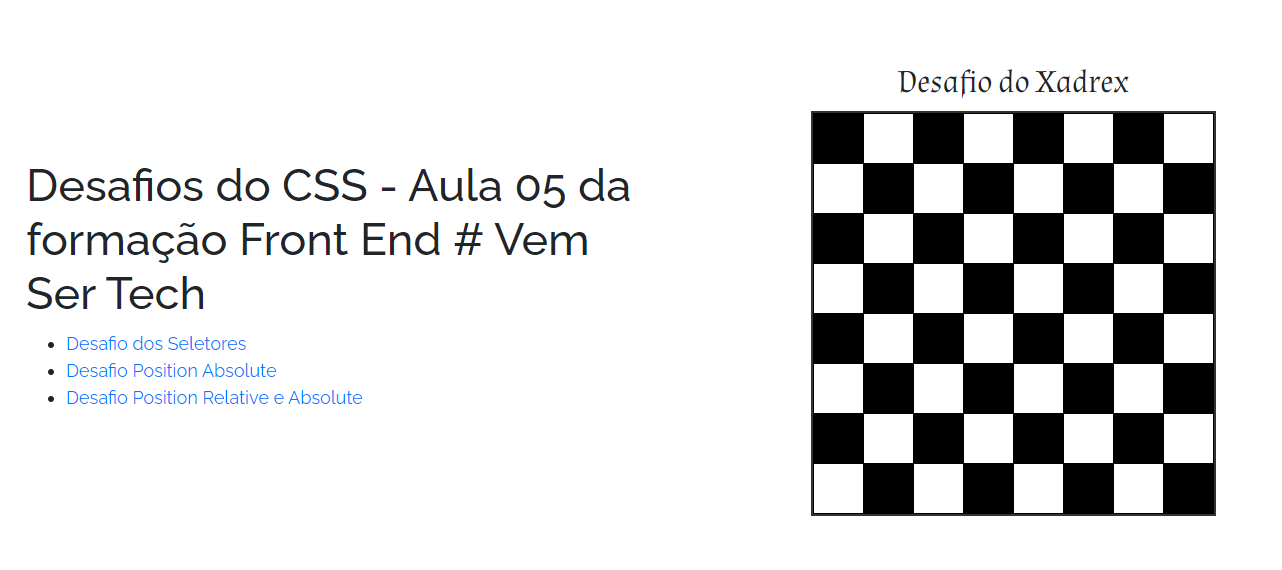 Desafios do CSS - Aula 05 da
formação Front End # Vem
Ser Tech
Desafio dos Seletores
Desafio Position Absolute
Desafio Position Relative e Absolute
Desafio do Xadrex